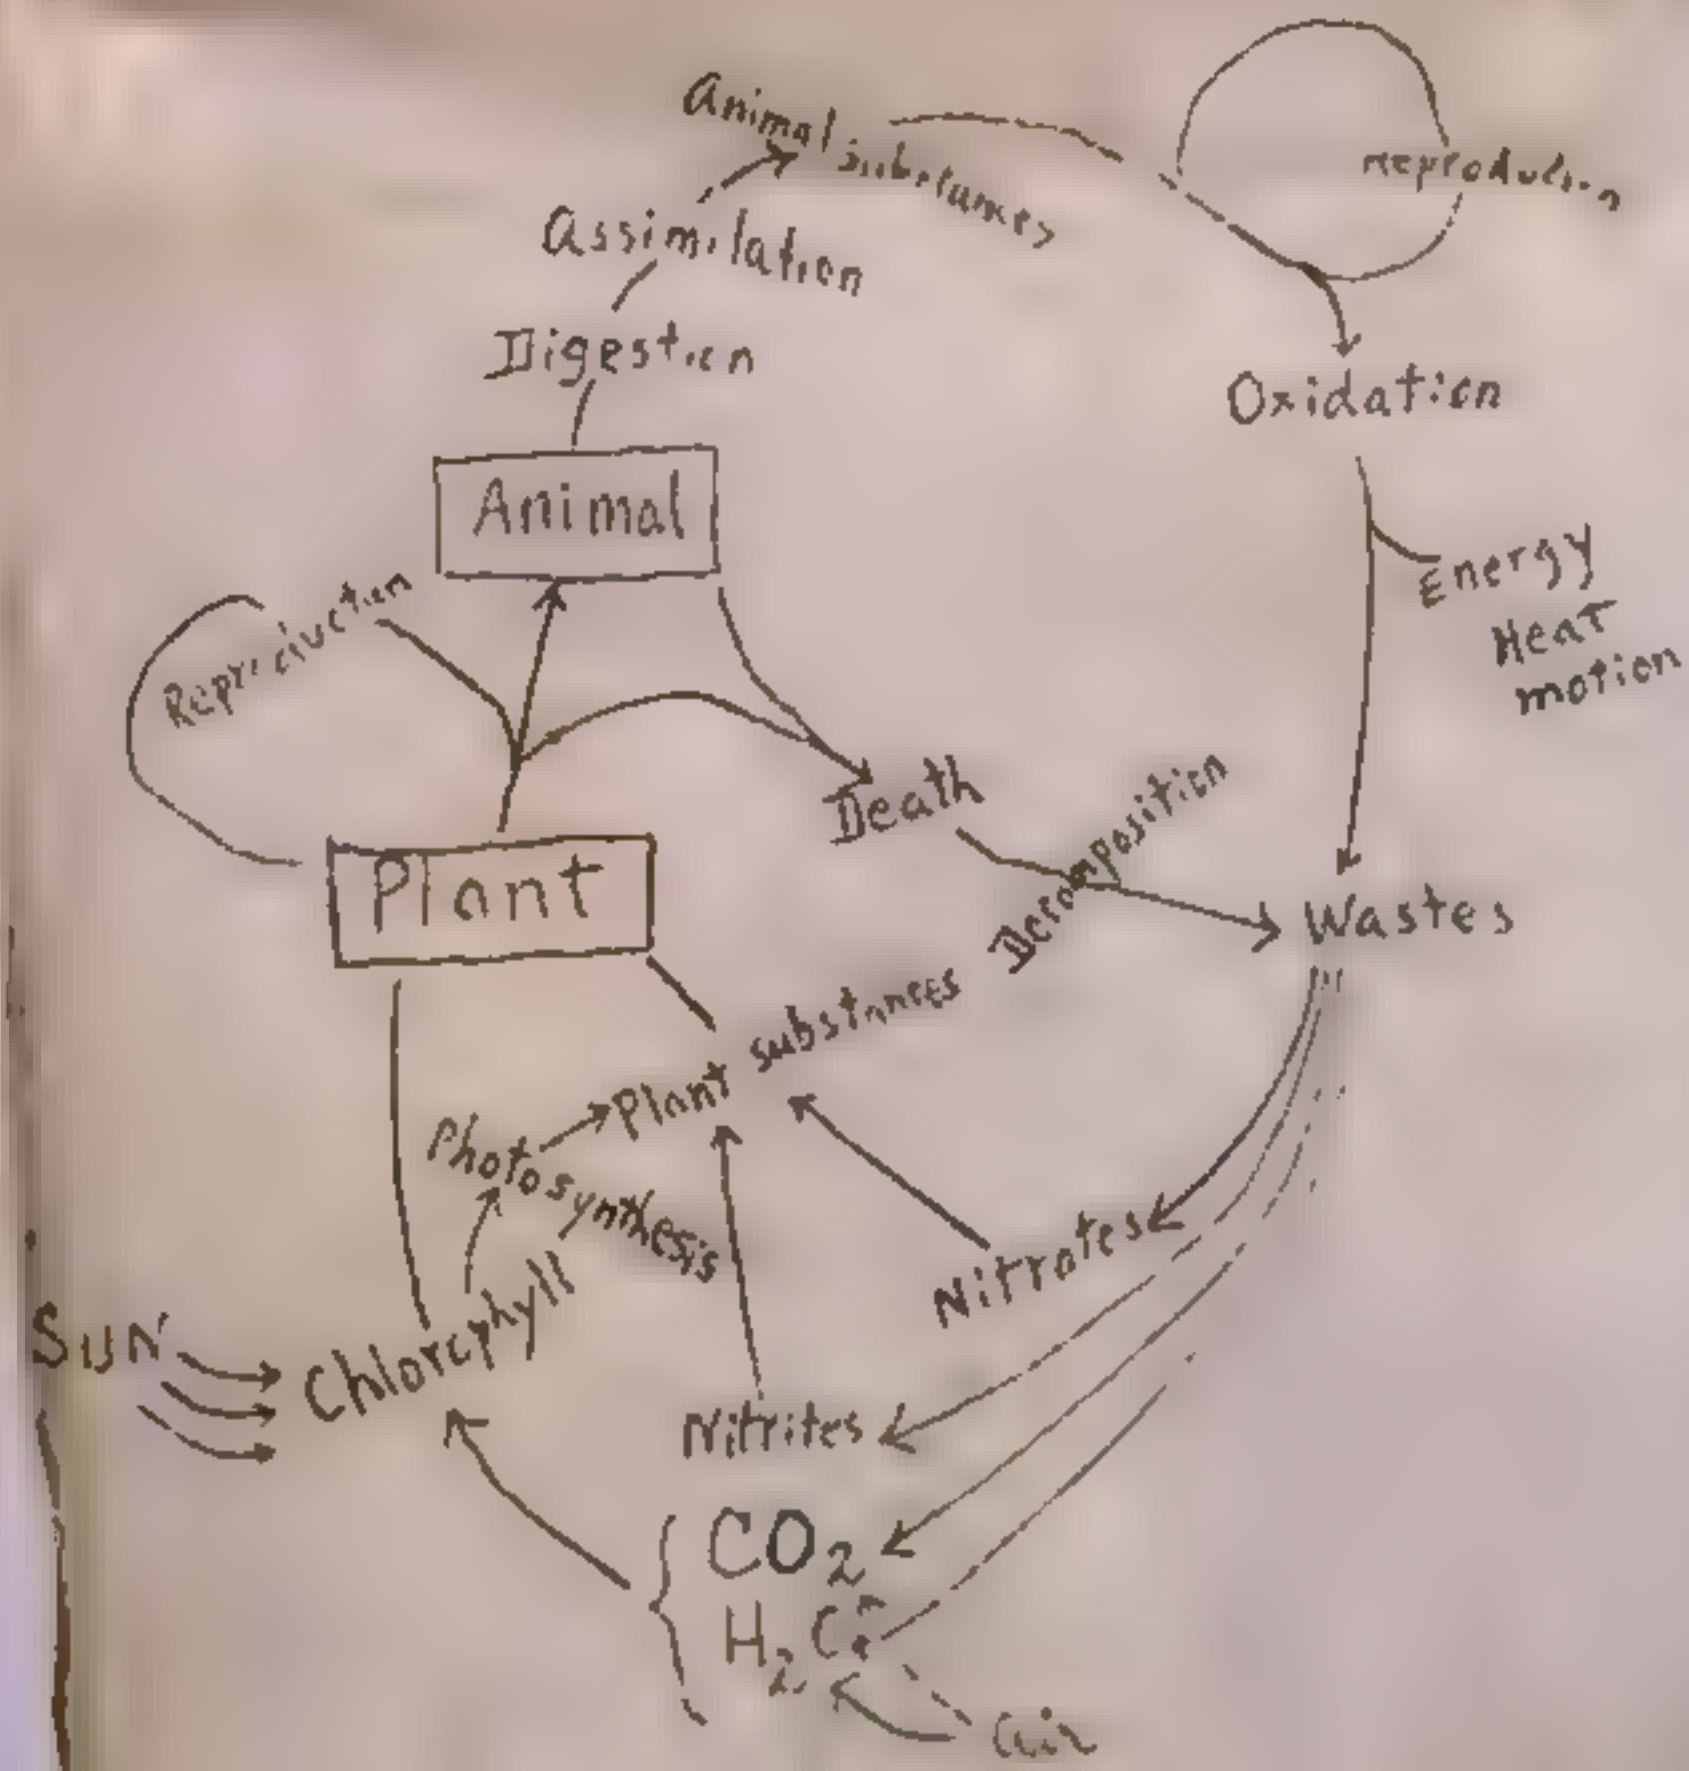 Animal
substances
reproduction
Assimilation
Digestion
Oxidation
Animal
Energy
Heat
motion
Reproduction
Death
Decomposition
Plant
Wastes
substances
Plant
Photosynthesis
Nitrates
Sun
Chlorophyll
Nitrites
CO2
air